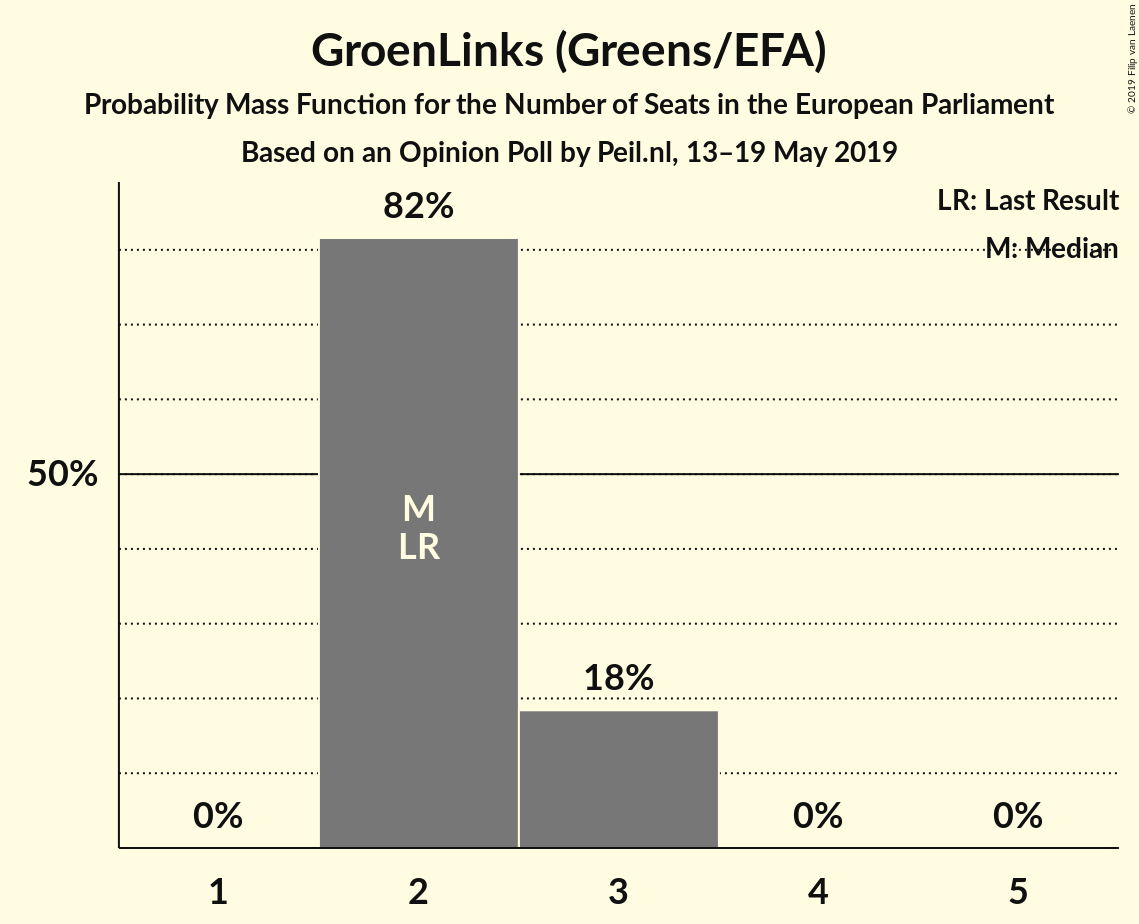 GroenLinks (Greens/EFA)
Probability Mass Function for the Number of Seats in the European Parliament
Based on an Opinion Poll by Peil.nl, 13–19 May 2019
© 2019 Filip van Laenen
LR: Last Result
M: Median
82%
50%
M
LR
18%
0%
0%
0%
1
2
3
4
5